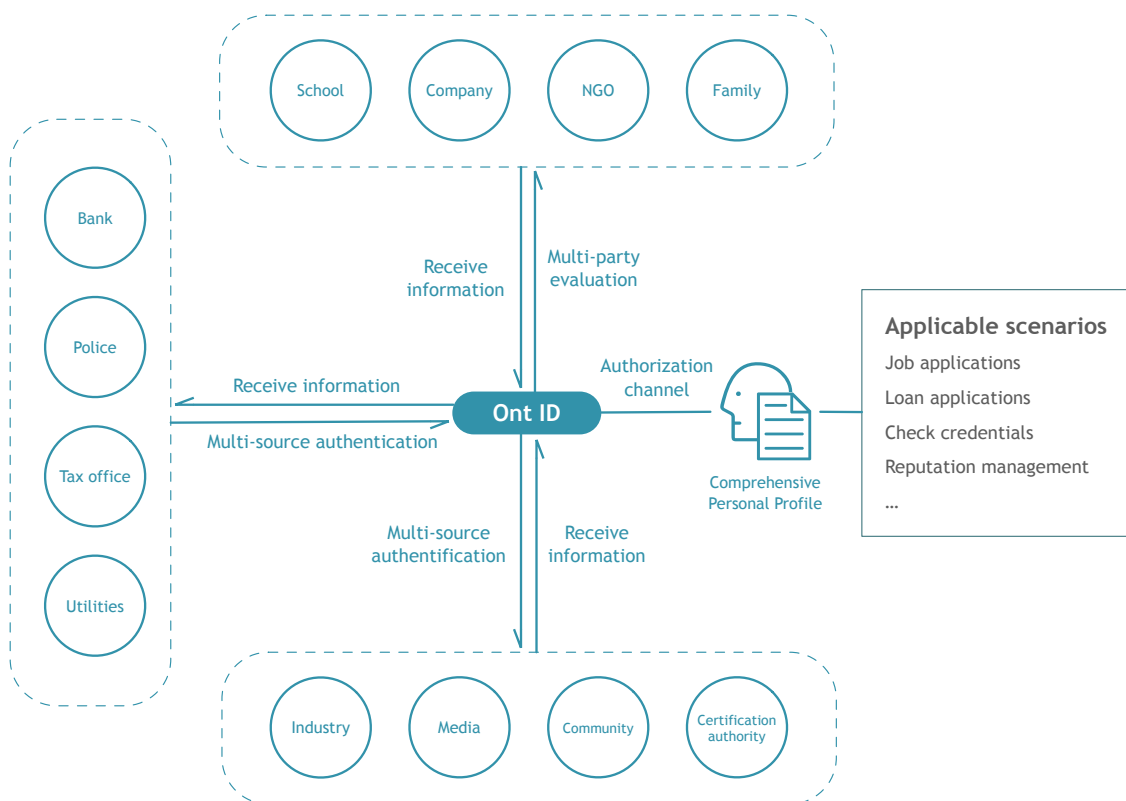 School
Company
NGO
Family
Bank
Police
Tax office
Utilities
Receive
information
Multi-party
evaluation
Receive information
Multi-source authentication
Ont ID
Authorization
channel
Comprehensive
Personal Profile
Applicable scenarios
Job applications
Loan applications
Check credentials
Reputation management
...
Multi-source
authentification
Receive
information
Industry
Media
Community
Certification
authority